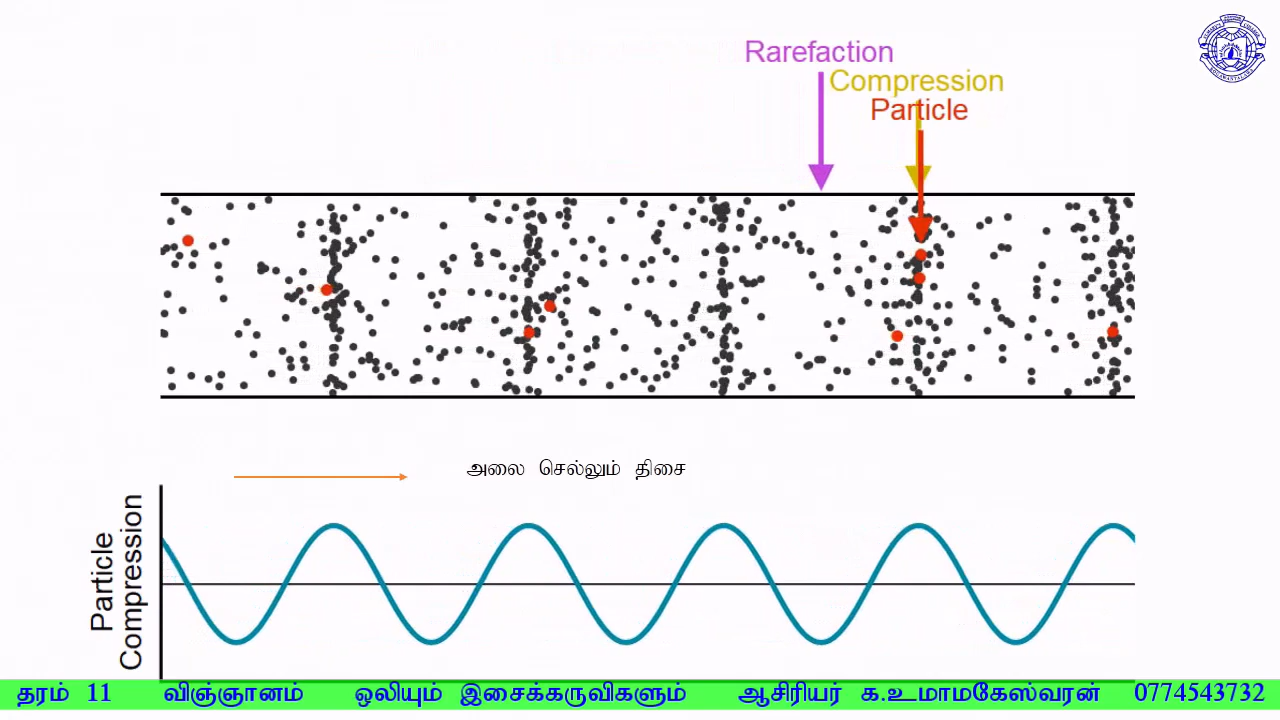 Rarefaction
Compression
Particle
அலை செல்லும் திசை
Particle
Compression
தரம் 11 விஞ்ஞானம் ஒலியும் இசைக்கருவிகளும் ஆசிரியர் க.உமாமகேஸ்வரன் 0774543732